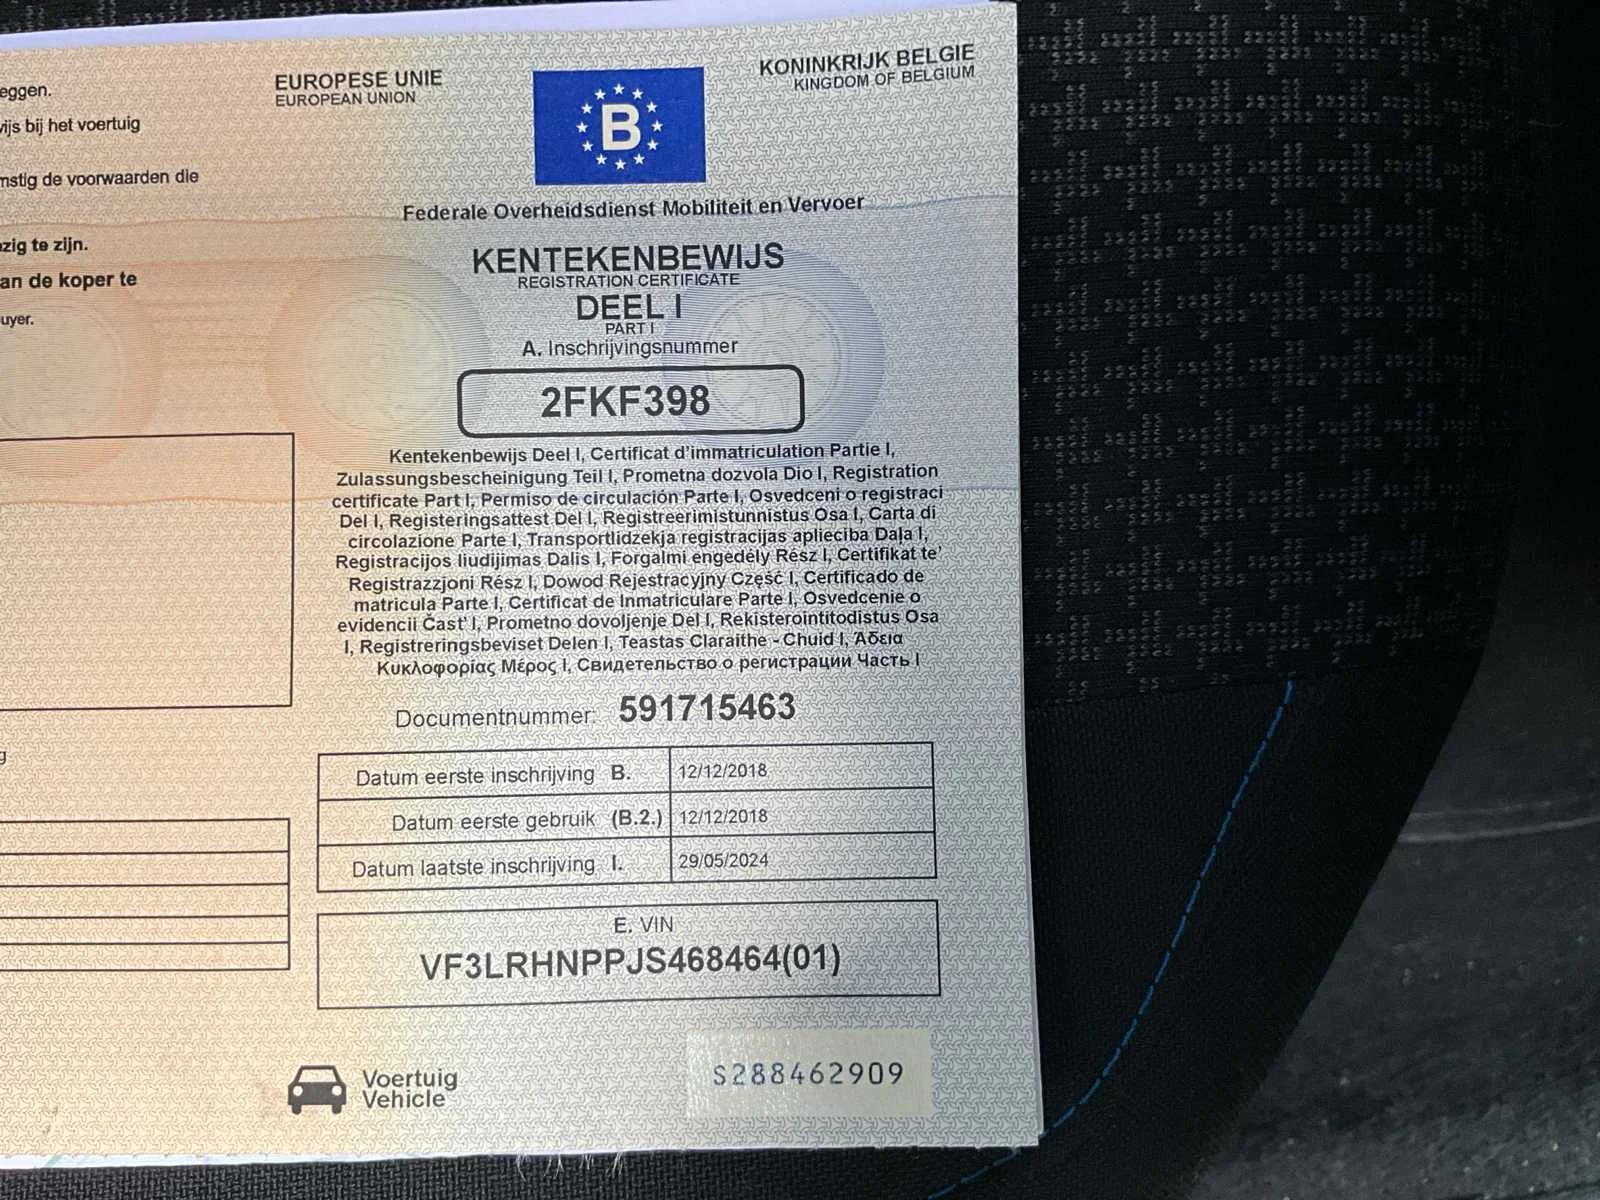 eggen.
ijs bij het voertuig
nstig de voorwaarden die
zig te zijn.
an de koper te
uyer.
EUROPESE UNIE
EUROPEAN UNION
B
KONINKRIJK BELGIE
KINGDOM OF BELGIUM
Federale Overheidsdienst Mobiliteit en Vervoer
KENTEKENBEWIJS
REGISTRATION CERTIFICATE
DEEL I
PART I
A. Inschrijvingsnummer
2FKF398
Kentekenbewijs Deel I, Certificat d'immatriculation Partie I,
Zulassungsbescheinigung Teil I, Prometna dozvola Dio I, Registration
certificate Part I, Permiso de circulación Parte I, Osvedceni o registraci
Del I, Registeringsattest Del I, Registreerimistunnistus Osa I, Carta di
circolazione Parte I, Transportlidzekja registracijas aplieciba Daļa I,
Registracijos liudijimas Dalis I, Forgalmi engedély Rész I, Certifikat te'
Registrazzjoni Rész I, Dowod Rejestracyjny Część I, Certificado de
matricula Parte I, Certificat de Inmatriculare Parte I, Osvedcenie o
evidencii Čast' I, Prometno dovoljenje Del I, Rekisterointitodistus Osa
I, Registreringsbeviset Delen I, Teastas Claraithe - Chuid I, Άδεια
Κυκλοφορίας Μέρος I, Свидетельство о регистрации Часть I
Documentnummer: 591715463
Datum eerste inschrijving B. 12/12/2018
Datum eerste gebruik (B.2.) 12/12/2018
Datum laatste inschrijving I. 29/05/2024
E. VIN
VF3LRHNPPJS468464(01)
Voertuig
Vehicle
S288462909